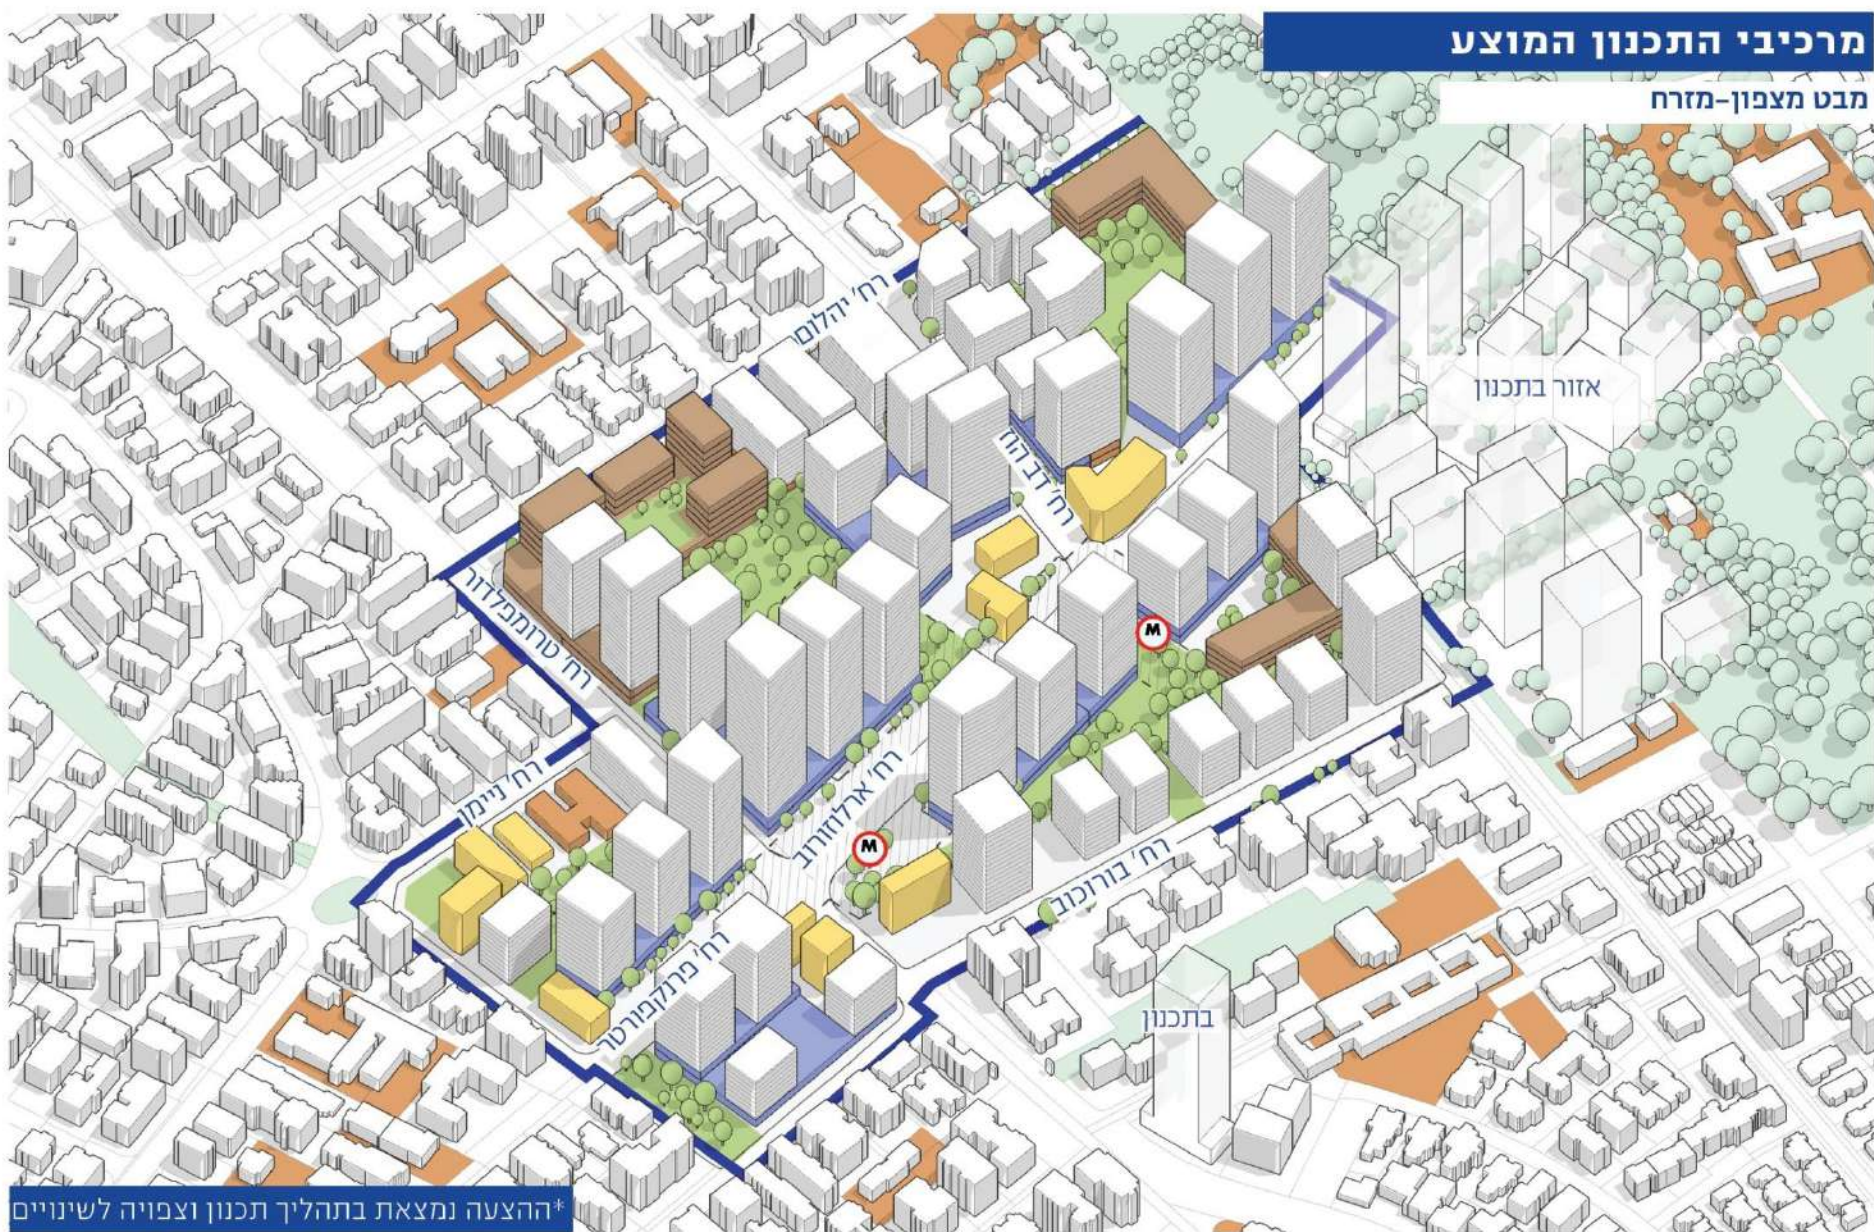 מרכיבי התכנון המוצע
מבט מצפון-מזרח
רח' יהלום
אזור בתכנון
רח' דב הוז
רח' טרומפלדור
M
רח' ניימן
רח' ארלוזורוב
M
רח' בורוכוב
רח' פרנקפורטר
בתכנון
*ההצעה נמצאת בתהליך תכנון וצפויה לשינויים